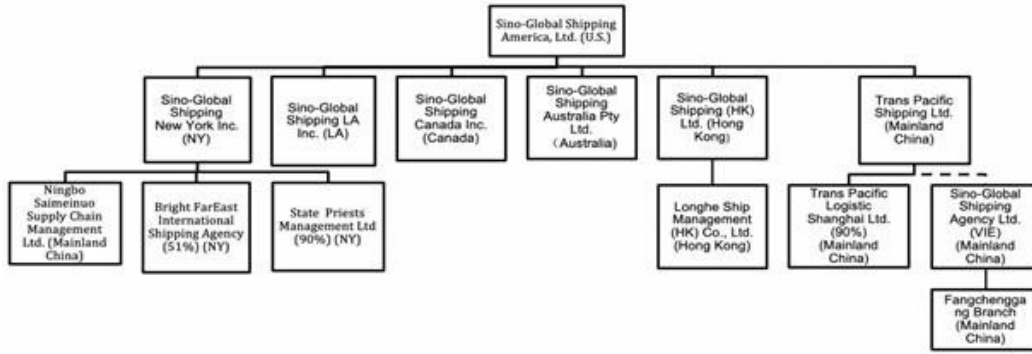 Sino-Global Shipping
America, Ltd. (U.S.)
Sino-Global
Shipping
New York Inc.
(NY)
Sino-Global
Shipping LA
Inc. (LA)
Sino-Global
Shipping
Canada Inc.
(Canada)
Sino-Global
Shipping
Australia Pty
Ltd.
（Australia)
Sino-Global
Shipping (HK)
Ltd. (Hong
Kong)
Trans Pacific
Shipping Ltd.
(Mainland
China)
Ningbo
Saimeinuo
Supply Chain
Management
Ltd. (Mainland
China)
Bright FarEast
International
Shipping Agency
(51%) (NY)
State Priests
Management Ltd
(90%) (NY)
Longhe Ship
Management
(HK) Co., Ltd.
(Hong Kong)
Trans Pacific
Logistic
Shanghai Ltd.
(90%)
(Mainland
China)
Sino-Global
Shipping
Agency Ltd.
(VIE)
(Mainland
China)
Fangchengga
ng Branch
(Mainland
China)